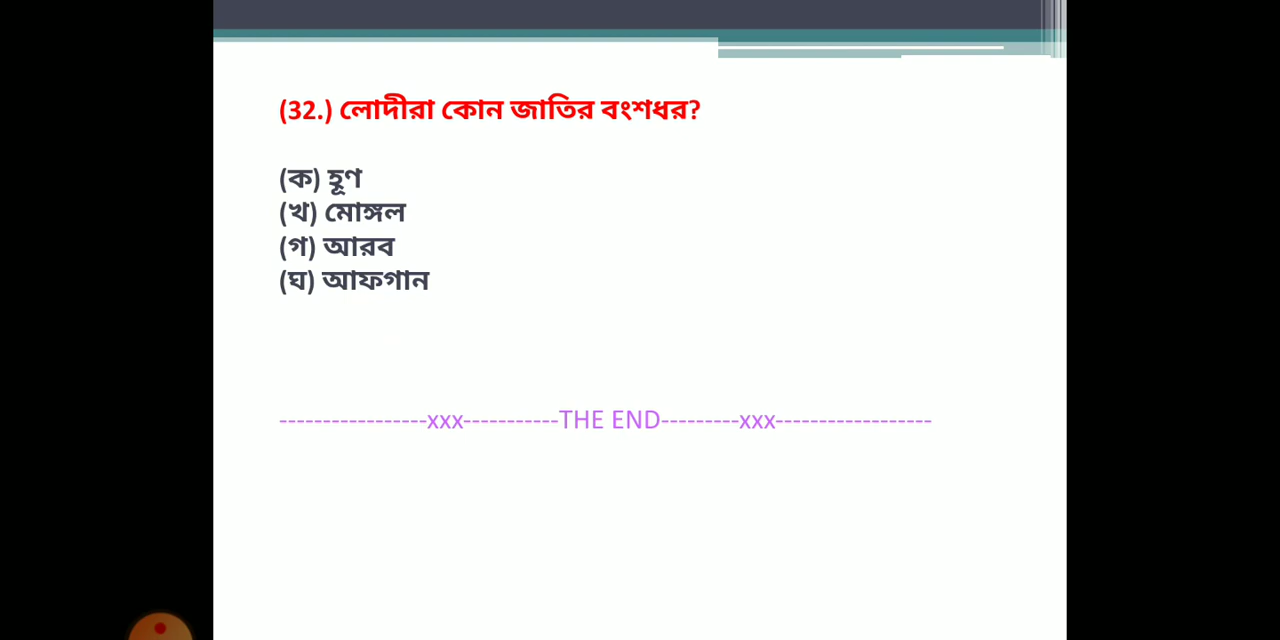 (32.) লোদীরা কোন জাতির বংশধর?
(ক) হূণ
(খ) মোঙ্গল
(গ) আরব
(ঘ) আফগান
-----------------xxx-----------THE END---------xxx------------------